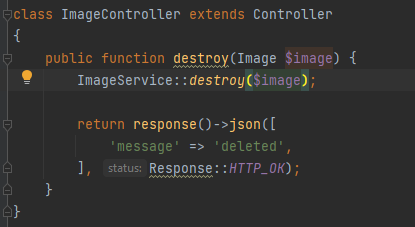 class ImageController extends Controller
{
    public function destroy(Image $image) {
        ImageService::destroy($image);

        return response()->json([
            'message' => 'deleted',
        ], status: Response::HTTP_OK);
    }
}